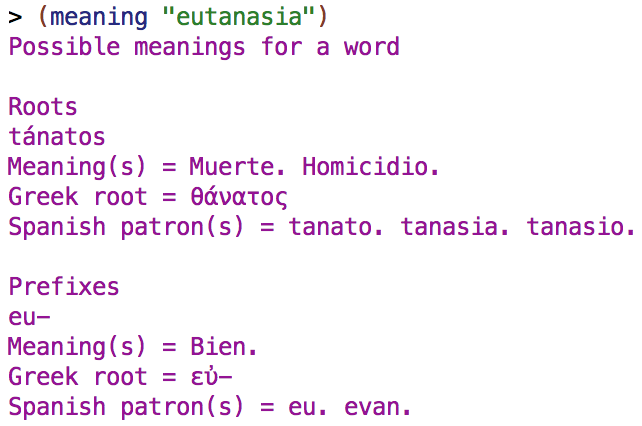 > (meaning "eutanasia")
Possible meanings for a word
Roots
tánatos
Meaning(s) = Muerte. Homicidio.
Greek root = θάνατος
Spanish patron(s) = tanato. tanasia. tanasio.
Prefixes
eu-
Meaning(s) = Bien.
Greek root = εὐ-
Spanish patron(s) = eu. evan.